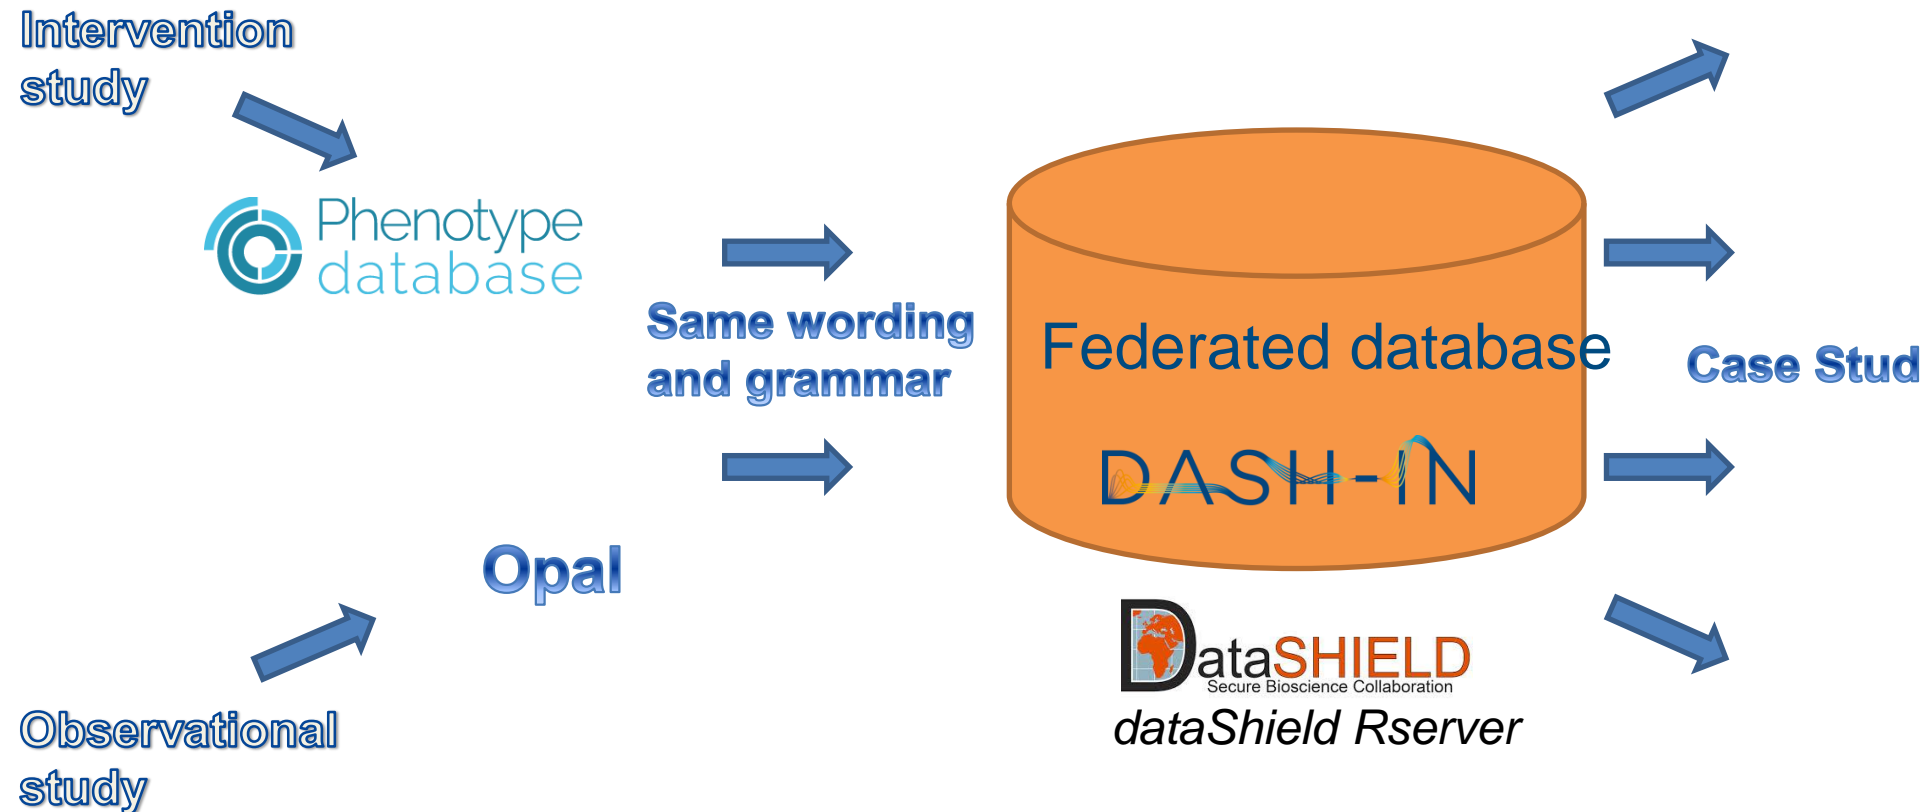 Intervention
study
Phenotype
database
Same wording
and grammar
Federated database
Case Stud
DASH-IN
Opal
DataSHIELD
Secure Bioscience Collaboration
dataShield Rserver
Observational
study